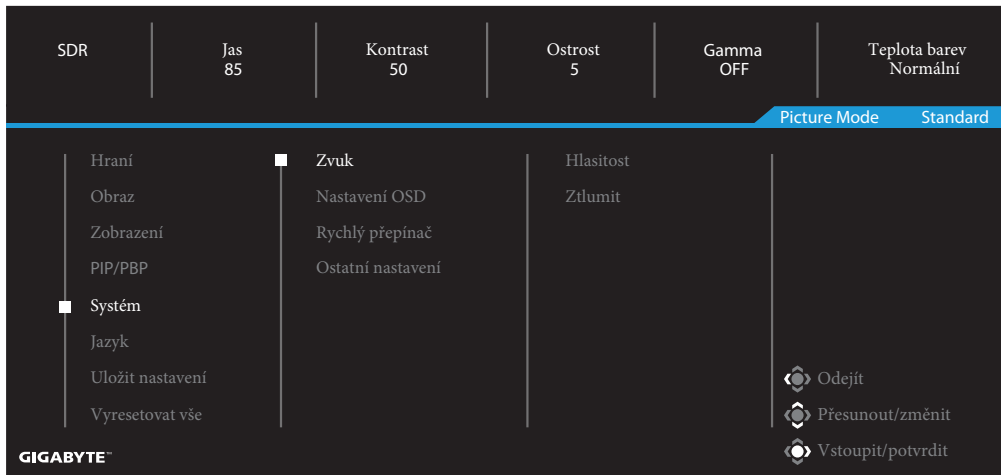 SDR
Jas
85
Kontrast
50
Ostrost
5
Gamma
OFF
Teplota barev
Normální
Picture Mode Standard
Hraní
Obraz
Zobrazení
PIP/PBP
Systém
Jazyk
Uložit nastavení
Vyresetovat vše
Zvuk
Nastavení OSD
Rychlý přepínač
Ostatní nastavení
Hlasitost
Ztlumit
Odejít
Přesunout/změnit
Vstoupit/potvrdit
GIGABYTE™